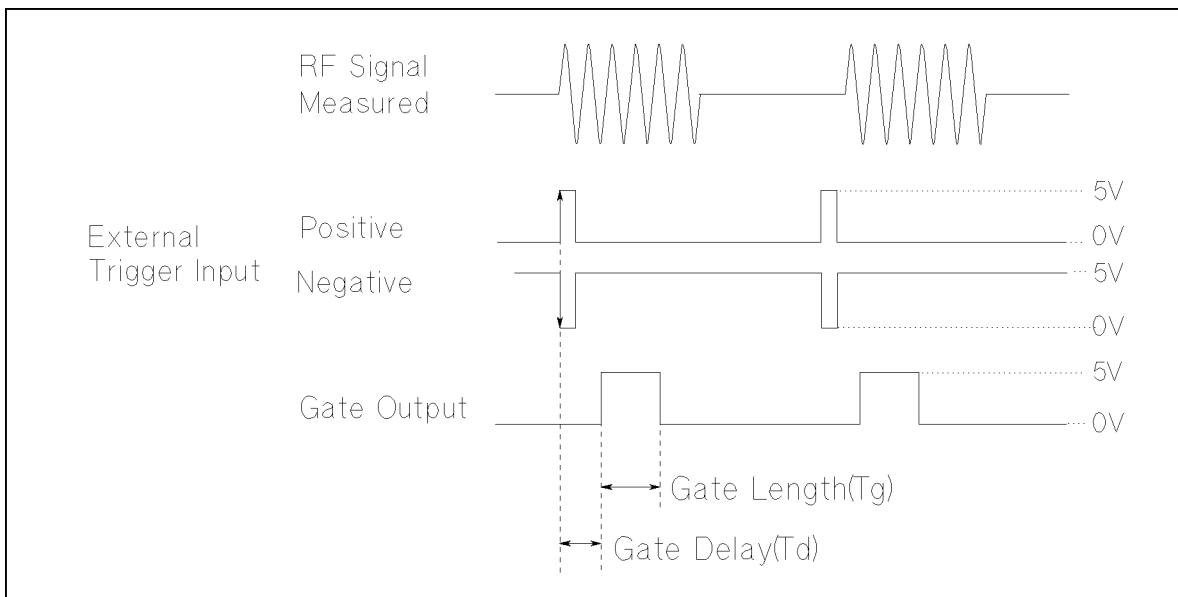 RF Signal
Measured
5V
Positive
0V
External
Trigger Input
5V
Negative
0V
5V
Gate Output
0V
Gate Length(Tg)
Gate Delay(Td)